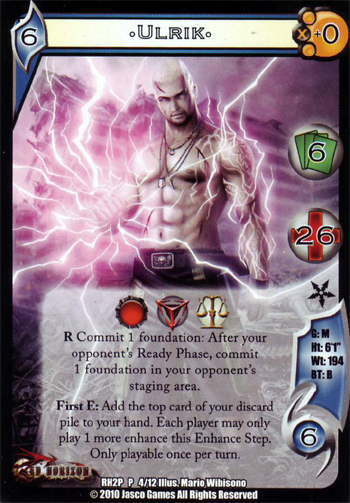 6
·ULRIK·
X +0
6
26
R Commit 1 foundation: After your
opponent's Ready Phase, commit
1 foundation in your opponent's
staging area.
First E: Add the top card of your discard
pile to your hand. Each player may only
play 1 more enhance this Enhance Step.
Only playable once per turn.
G: M
Ht: 6'1"
Wt: 194
BT: B
6
RED HORIZON
RH2P_P_4/12 Illus. Mario Wibisono
©2010 Jasco Games All Rights Reserved